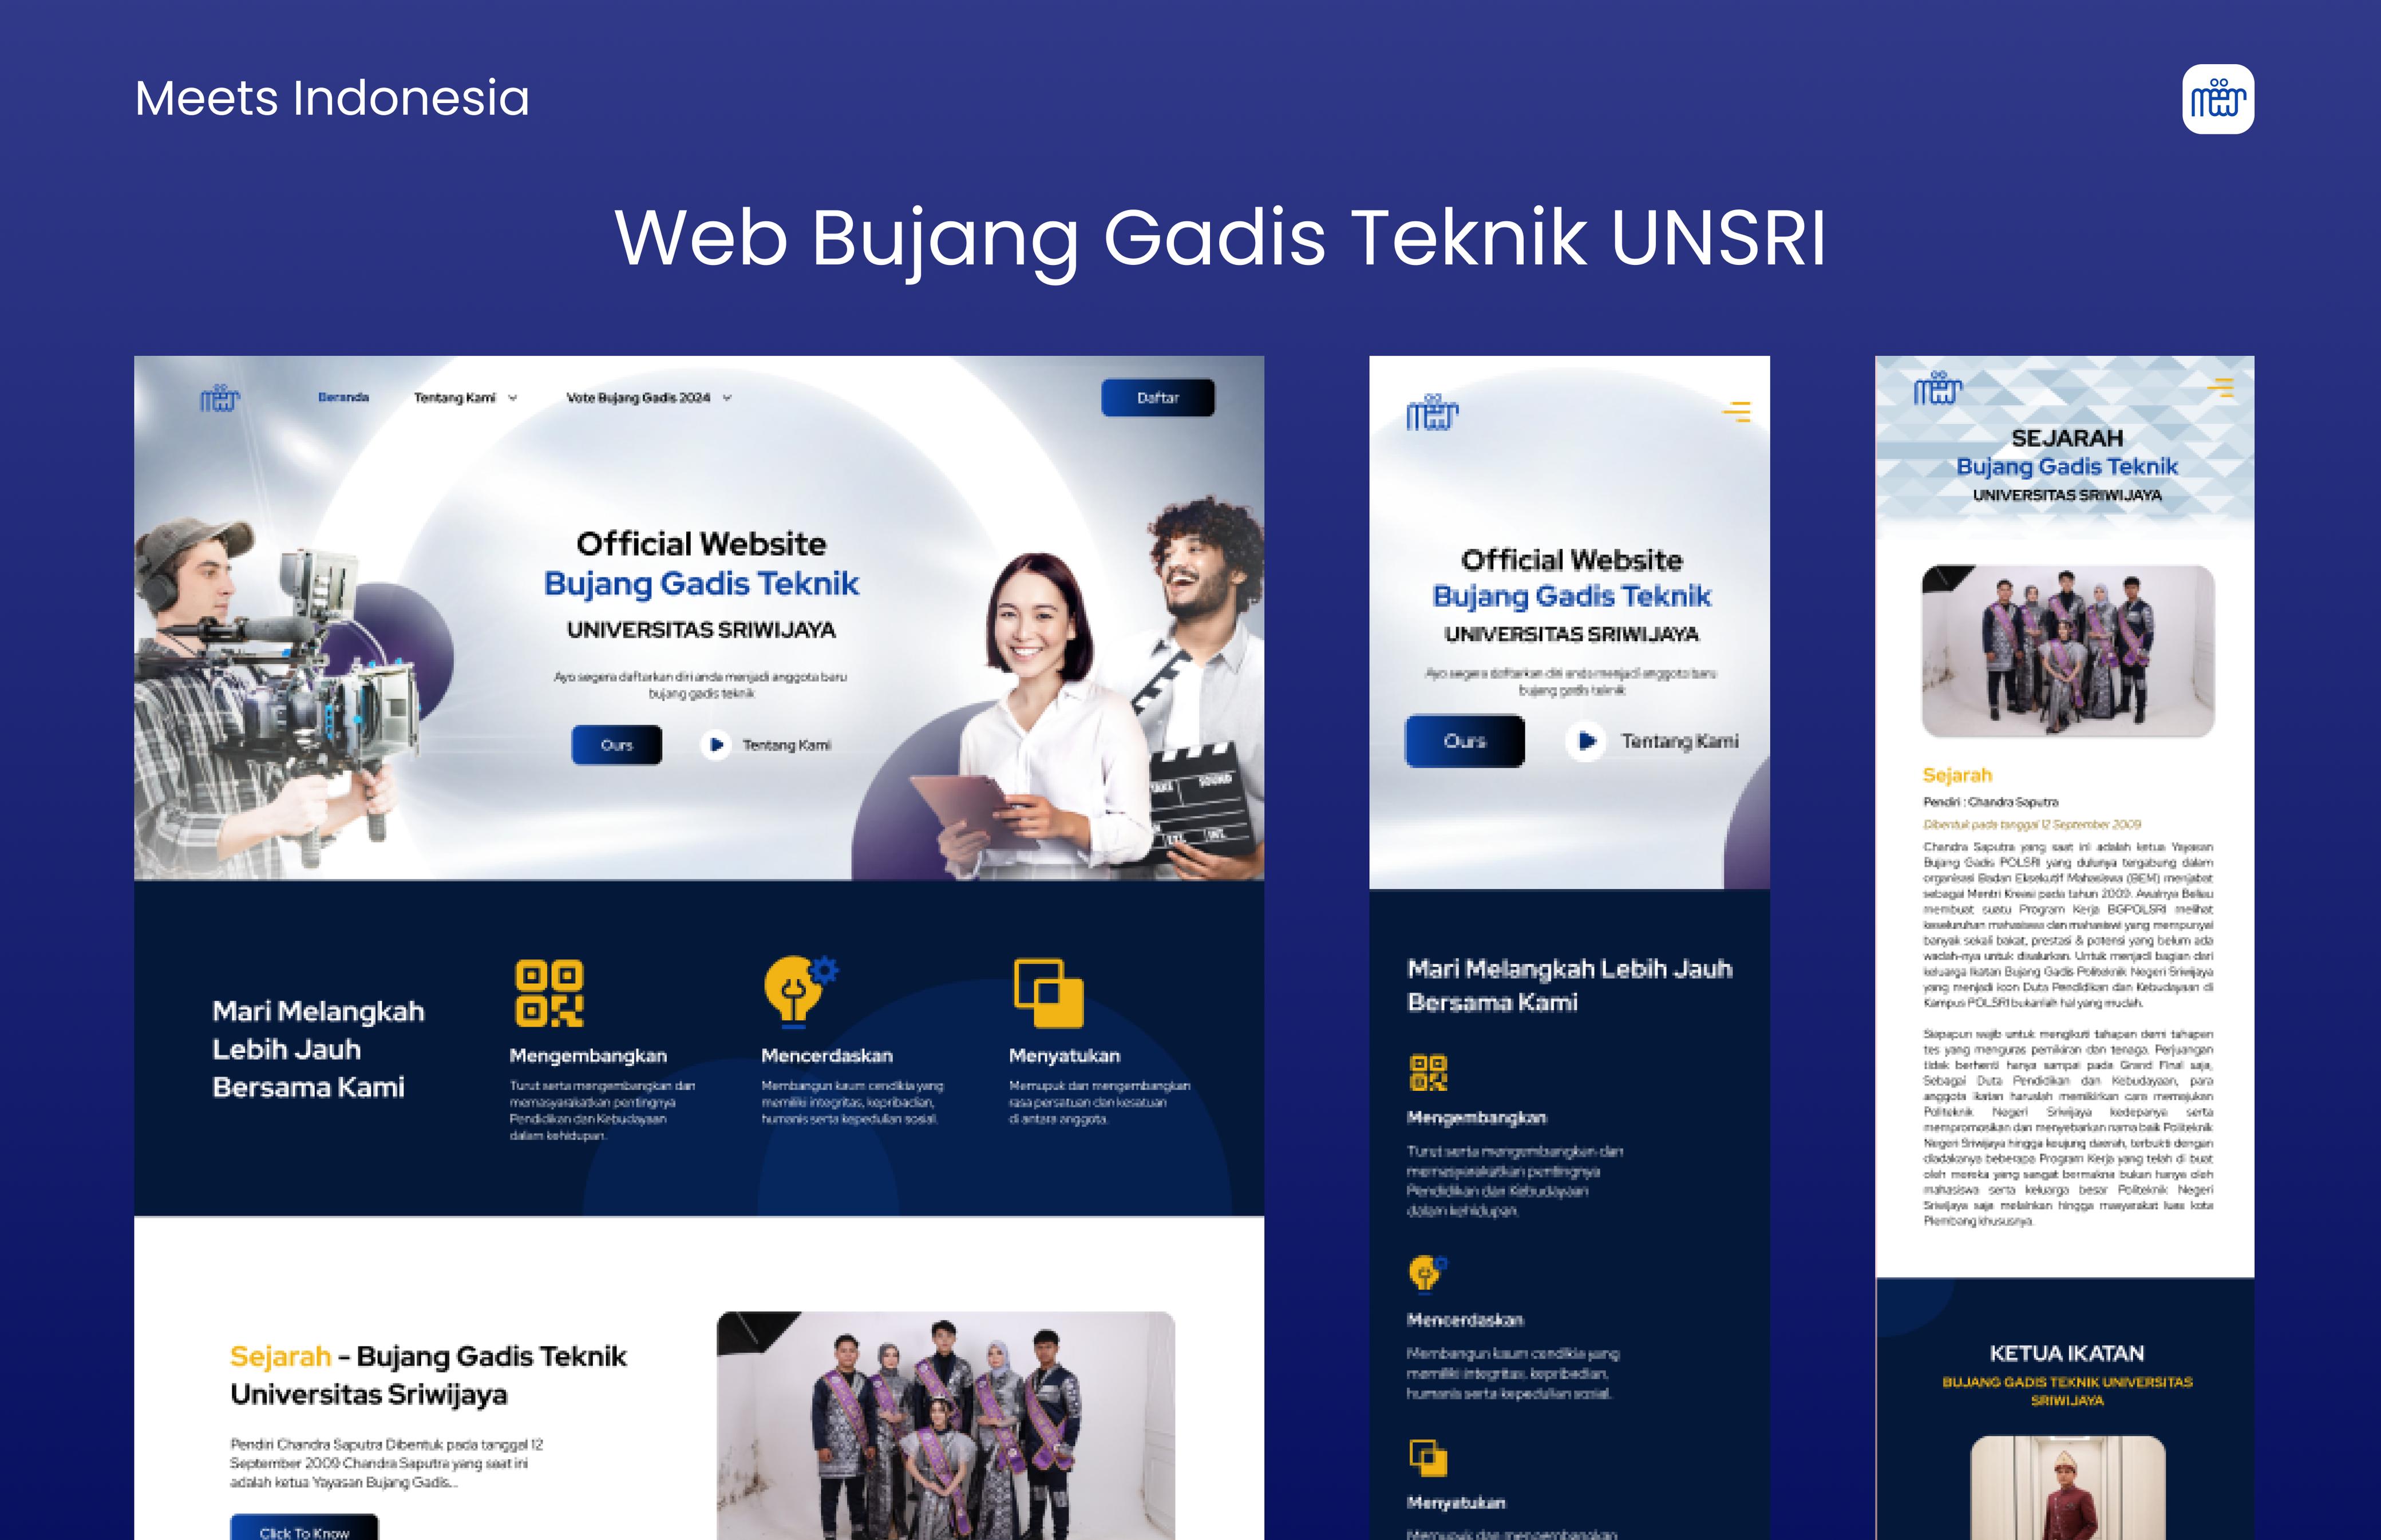 Meets Indonesia
Web Bujang Gadis Teknik UNSRI
Beranda
Tentang Kami
Vote Bujang Gadis 2024
Daftar
Official Website
Bujang Gadis Teknik
UNIVERSITAS SRIWIJAYA
Ayo segera daftarkan diri anda menjadi anggota baru
bujang gadis teknik
Ours
Tentang Kami
TAKE
SOUND
EXT.
INT.
Mari Melangkah
Lebih Jauh
Bersama Kami
Mengembangkan
Turut serta mengembangkan dan
memasyarakatkan pentingnya
Pendidikan dan Kebudayaan
dalam kehidupan.
Mencerdaskan
Membangun kaum cendikia yang
memiliki integritas, kepribadian,
humanis serta kepedulian sosial.
Menyatukan
Memupuk dan mengembangkan
rasa persatuan dan kesatuan
di antara anggota.
Sejarah - Bujang Gadis Teknik
Universitas Sriwijaya
Pendiri Chandra Saputra Dibentuk pada tanggal 12
September 2009 Chandra Saputra yang saat ini
adalah ketua Yayasan Bujang Gadis...
Click To Know
Official Website
Bujang Gadis Teknik
UNIVERSITAS SRIWIJAYA
Ayo segera daftarkan diri anda menjadi anggota baru
bujang gadis teknik
Ours
Tentang Kami
Mari Melangkah Lebih Jauh
Bersama Kami
Mengembangkan
Turut serta mengembangkan dan
memasyarakatkan pentingnya
Pendidikan dan Kebudayaan
dalam kehidupan.
Mencerdaskan
Membangun kaum cendikia yang
memiliki integritas, kepribadian,
humanis serta kepedulian sosial.
Menyatukan
Memupuk dan mengembangkan
SEJARAH
Bujang Gadis Teknik
UNIVERSITAS SRIWIJAYA
Sejarah
Pendiri : Chandra Saputra
Dibentuk pada tanggal 12 September 2009
Chandra Saputra yang saat ini adalah ketua Yayasan
Bujang Gadis POLSRI yang dulunya tergabung dalam
organisasi Badan Eksekutif Mahasiswa (BEM) menjabat
sebagai Mentri Kreasi pada tahun 2009. Awalnya Beliau
membuat suatu Program Kerja BGPOLSRI melihat
keseluruhan mahasiswa dan mahasiswi yang mempunyai
banyak sekali bakat, prestasi & potensi yang belum ada
wadah-nya untuk disalurkan. Untuk menjadi bagian dari
keluarga Ikatan Bujang Gadis Politeknik Negeri Sriwijaya
yang menjadi icon Duta Pendidikan dan Kebudayaan di
Kampus POLSRI bukanlah hal yang mudah.
Siapapun wajib untuk mengikuti tahapan demi tahapan
tes yang menguras pemikiran dan tenaga. Perjuangan
tidak berhenti hanya sampai pada Grand Final saja,
Sebagai Duta Pendidikan dan Kebudayaan, para
anggota ikatan haruslah memikirkan cara memajukan
Politeknik Negeri Sriwijaya kedepanya serta
mempromosikan dan menyebarkan nama baik Politeknik
Negeri Sriwijaya hingga keujung daerah, terbukti dengan
diadakanya beberapa Program Kerja yang telah di buat
oleh mereka yang sangat bermakna bukan hanya oleh
mahasiswa serta keluarga besar Politeknik Negeri
Sriwijaya saja melainkan hingga masyarakat luas kota
Plembang khususnya.
KETUA IKATAN
BUJANG GADIS TEKNIK UNIVERSITAS
SRIWIJAYA